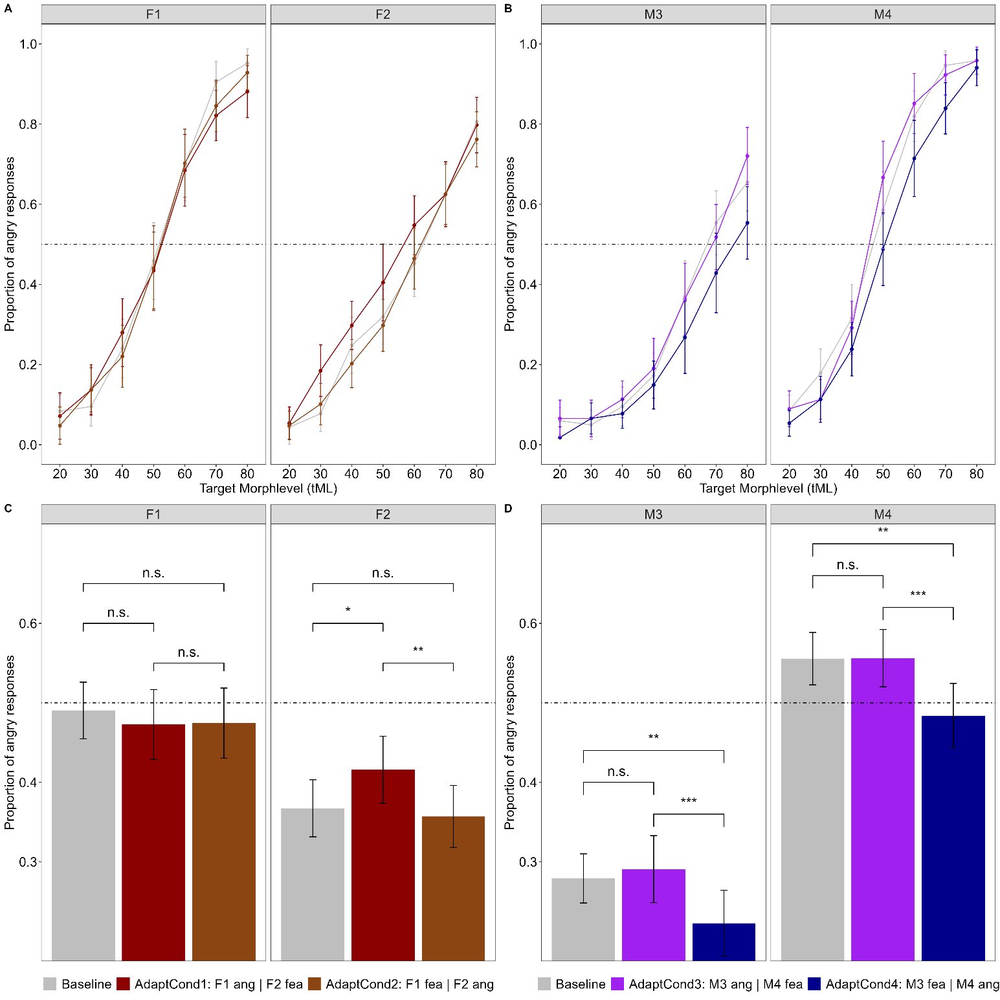 A
F1
F2
B
M3
M4
Proportion of angry responses
1.0
0.8
0.6
0.4
0.2
0.0
20 30 40 50 60 70 80
20 30 40 50 60 70 80
Target Morphlevel (tML)
Proportion of angry responses
1.0
0.8
0.6
0.4
0.2
0.0
20 30 40 50 60 70 80
20 30 40 50 60 70 80
Target Morphlevel (tML)
C
F1
F2
D
M3
M4
Proportion of angry responses
0.6
0.4
0.3
n.s.
n.s.
n.s.
n.s.
*
**
Proportion of angry responses
0.6
0.4
0.3
**
n.s.
***
**
n.s.
***
Baseline AdaptCond1: F1 ang | F2 fea AdaptCond2: F1 fea | F2 ang
Baseline AdaptCond3: M3 ang | M4 fea AdaptCond4: M3 fea | M4 ang